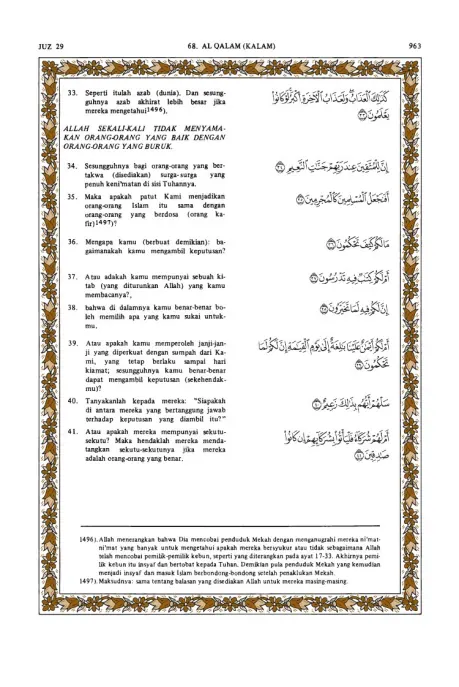 JUZ 29 68. AL QALAM (KALAM) 963
33. Seperti itulah azab (dunia). Dan sesung-
guhnya azab akhirat lebih besar jika
mereka mengetahui1496).
كَذَٰلِكَ الْعَذَابُ وَلَعَذَابُ الْآخِرَةِ أَكْبَرُ لَوْ كَانُوا
يَعْلَمُونَ ﴿٣٣﴾
ALLAH SEKALI-KALI TIDAK MENYAMA-
KAN ORANG-ORANG YANG BAIK DENGAN
ORANG-ORANG YANG BURUK.
34. Sesungguhnya bagi orang-orang yang ber-
takwa (disediakan) surga-surga yang
penuh keni'matan di sisi Tuhannya.
إِنَّ لِلْمُتَّقِينَ عِندَ رَبِّهِمْ جَنَّٰتِ النَّعِيمِ ﴿٣٤﴾
35. Maka apakah patut Kami menjadikan
orang-orang Islam itu sama dengan
orang-orang yang berdosa (orang ka-
fir)1497)?
أَفَنَجْعَلُ الْمُسْلِمِينَ كَالْمُجْرِمِينَ ﴿٣٥﴾
36. Mengapa kamu (berbuat demikian): ba-
gaimanakah kamu mengambil keputusan?
مَا لَكُمْ كَيْفَ تَحْكُمُونَ ﴿٣٦﴾
37. Atau adakah kamu mempunyai sebuah ki-
tab (yang diturunkan Allah) yang kamu
membacanya?,
أَمْ لَكُمْ كِتَٰبٌ فِيهِ تَدْرُسُونَ ﴿٣٧﴾
38. bahwa di dalamnya kamu benar-benar bo-
leh memilih apa yang kamu sukai untuk-
mu.
إِنَّ لَكُمْ فِيهِ لَمَا تَخَيَّرُونَ ﴿٣٨﴾
39. Atau apakah kamu memperoleh janji-jan-
ji yang diperkuat dengan sumpah dari Ka-
mi, yang tetap berlaku sampai hari
kiamat; sesungguhnya kamu benar-benar
dapat mengambil keputusan (sekehendak-
mu)?
أَمْ لَكُمْ أَيْمَٰنٌ عَلَيْنَا بَٰلِغَةٌ إِلَىٰ يَوْمِ الْقِيَٰمَةِ إِنَّ لَكُمْ لَمَا
تَحْكُمُونَ ﴿٣٩﴾
40. Tanyakanlah kepada mereka: "Siapakah
di antara mereka yang bertanggung jawab
terhadap keputusan yang diambil itu?"
سَلْهُمْ أَيُّهُم بِذَٰلِكَ زَعِيمٌ ﴿٤٠﴾
41. Atau apakah mereka mempunyai sekutu-
sekutu? Maka hendaklah mereka menda-
tangkan sekutu-sekutunya jika mereka
adalah orang-orang yang benar.
أَمْ لَهُمْ شُرَكَاءُ فَلْيَأْتُوا بِشُرَكَائِهِمْ إِن كَانُوا
صَٰدِقِينَ ﴿٤١﴾
1496). Allah menerangkan bahwa Dia mencobai penduduk Mekah dengan menganugrahi mereka ni'mat-
ni'mat yang banyak untuk mengetahui apakah mereka bersyukur atau tidak sebagaimana Allah
telah mencobai pemilik-pemilik kebun, seperti yang diterangkan pada ayat 17-33. Akhirnya pemi-
lik kebun itu insyaf dan bertobat kepada Tuhan. Demikian pula penduduk Mekah yang kemudian
menjadi insyaf dan masuk Islam berbondong-bondong setelah penaklukan Mekah.
1497). Maksudnya: sama tentang balasan yang disediakan Allah untuk mereka masing-masing.